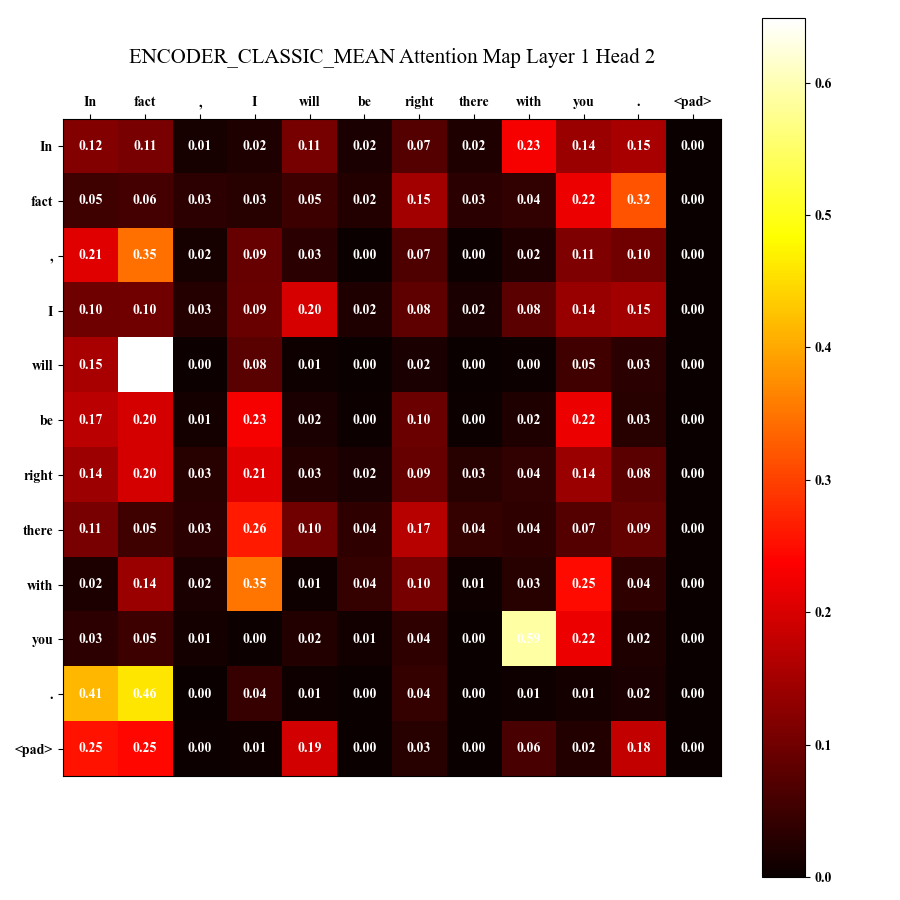 ENCODER_CLASSIC_MEAN Attention Map Layer 1 Head 2
In fact , I will be right there with you . <pad>
In 0.12 0.11 0.01 0.02 0.11 0.02 0.07 0.02 0.23 0.14 0.15 0.00
fact 0.05 0.06 0.03 0.03 0.05 0.02 0.15 0.03 0.04 0.22 0.32 0.00
, 0.21 0.35 0.02 0.09 0.03 0.00 0.07 0.00 0.02 0.11 0.10 0.00
I 0.10 0.10 0.03 0.09 0.20 0.02 0.08 0.02 0.08 0.14 0.15 0.00
will 0.15 0.00 0.08 0.01 0.00 0.02 0.00 0.00 0.05 0.03 0.00
be 0.17 0.20 0.01 0.23 0.02 0.00 0.10 0.00 0.02 0.22 0.03 0.00
right 0.14 0.20 0.03 0.21 0.03 0.02 0.09 0.03 0.04 0.14 0.08 0.00
there 0.11 0.05 0.03 0.26 0.10 0.04 0.17 0.04 0.04 0.07 0.09 0.00
with 0.02 0.14 0.02 0.35 0.01 0.04 0.10 0.01 0.03 0.25 0.04 0.00
you 0.03 0.05 0.01 0.00 0.02 0.01 0.04 0.00 0.59 0.22 0.02 0.00
. 0.41 0.46 0.00 0.04 0.01 0.00 0.04 0.00 0.01 0.01 0.02 0.00
<pad> 0.25 0.25 0.00 0.01 0.19 0.00 0.03 0.00 0.06 0.02 0.18 0.00
0.6
0.5
0.4
0.3
0.2
0.1
0.0